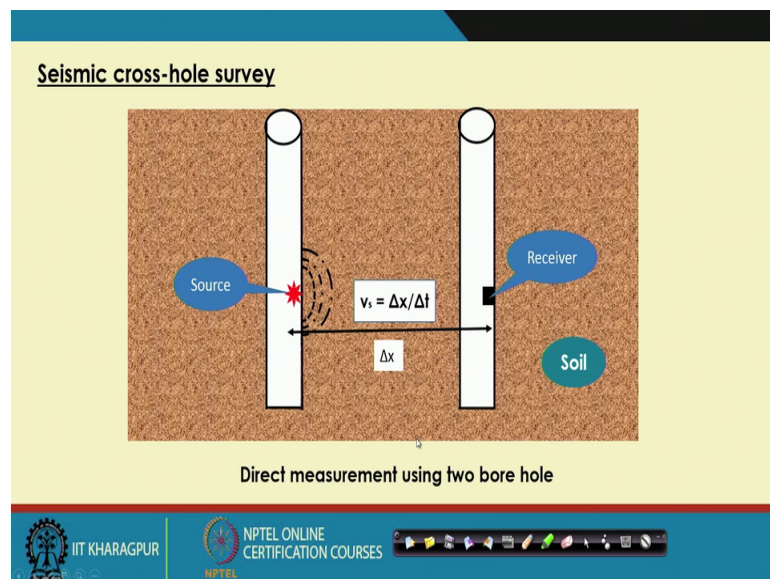 Seismic cross-hole survey
Source
Receiver
vₛ = Δx/Δt
Δx
Soil
Direct measurement using two bore hole
IIT KHARAGPUR
NPTEL
NPTEL ONLINE
CERTIFICATION COURSES